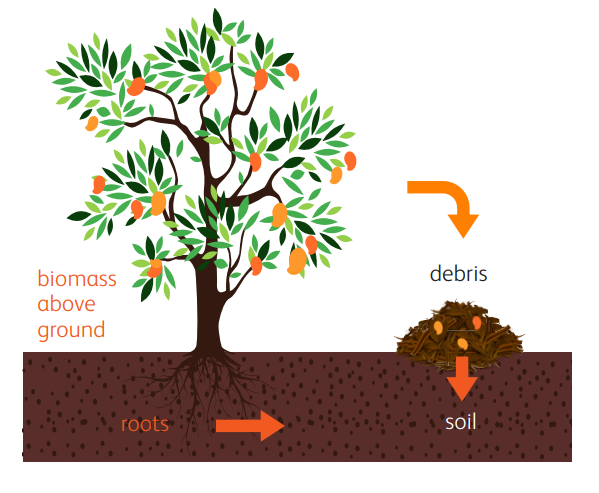 biomass
above
ground
debris
roots
soil